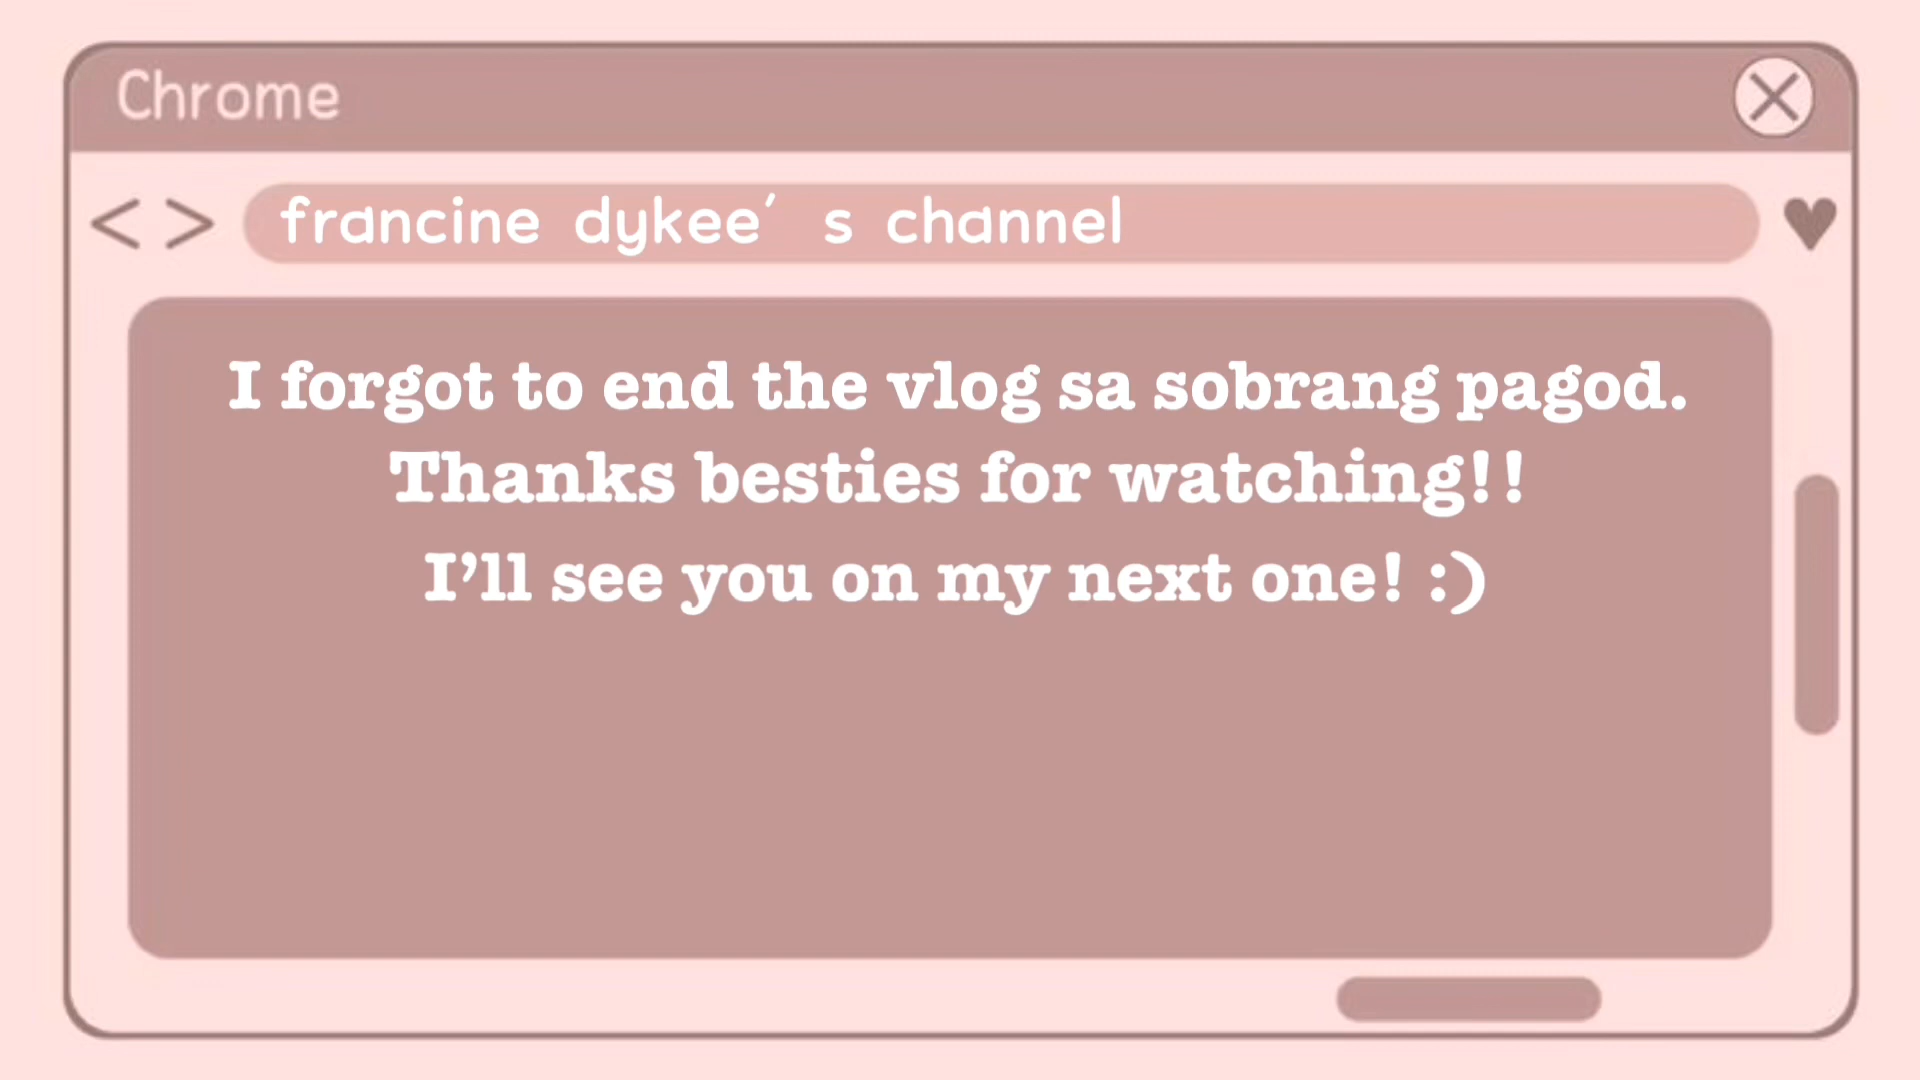 Chrome
< >
francine dykee' s channel
I forgot to end the vlog sa sobrang pagod.
Thanks besties for watching!!
I’ll see you on my next one! :)